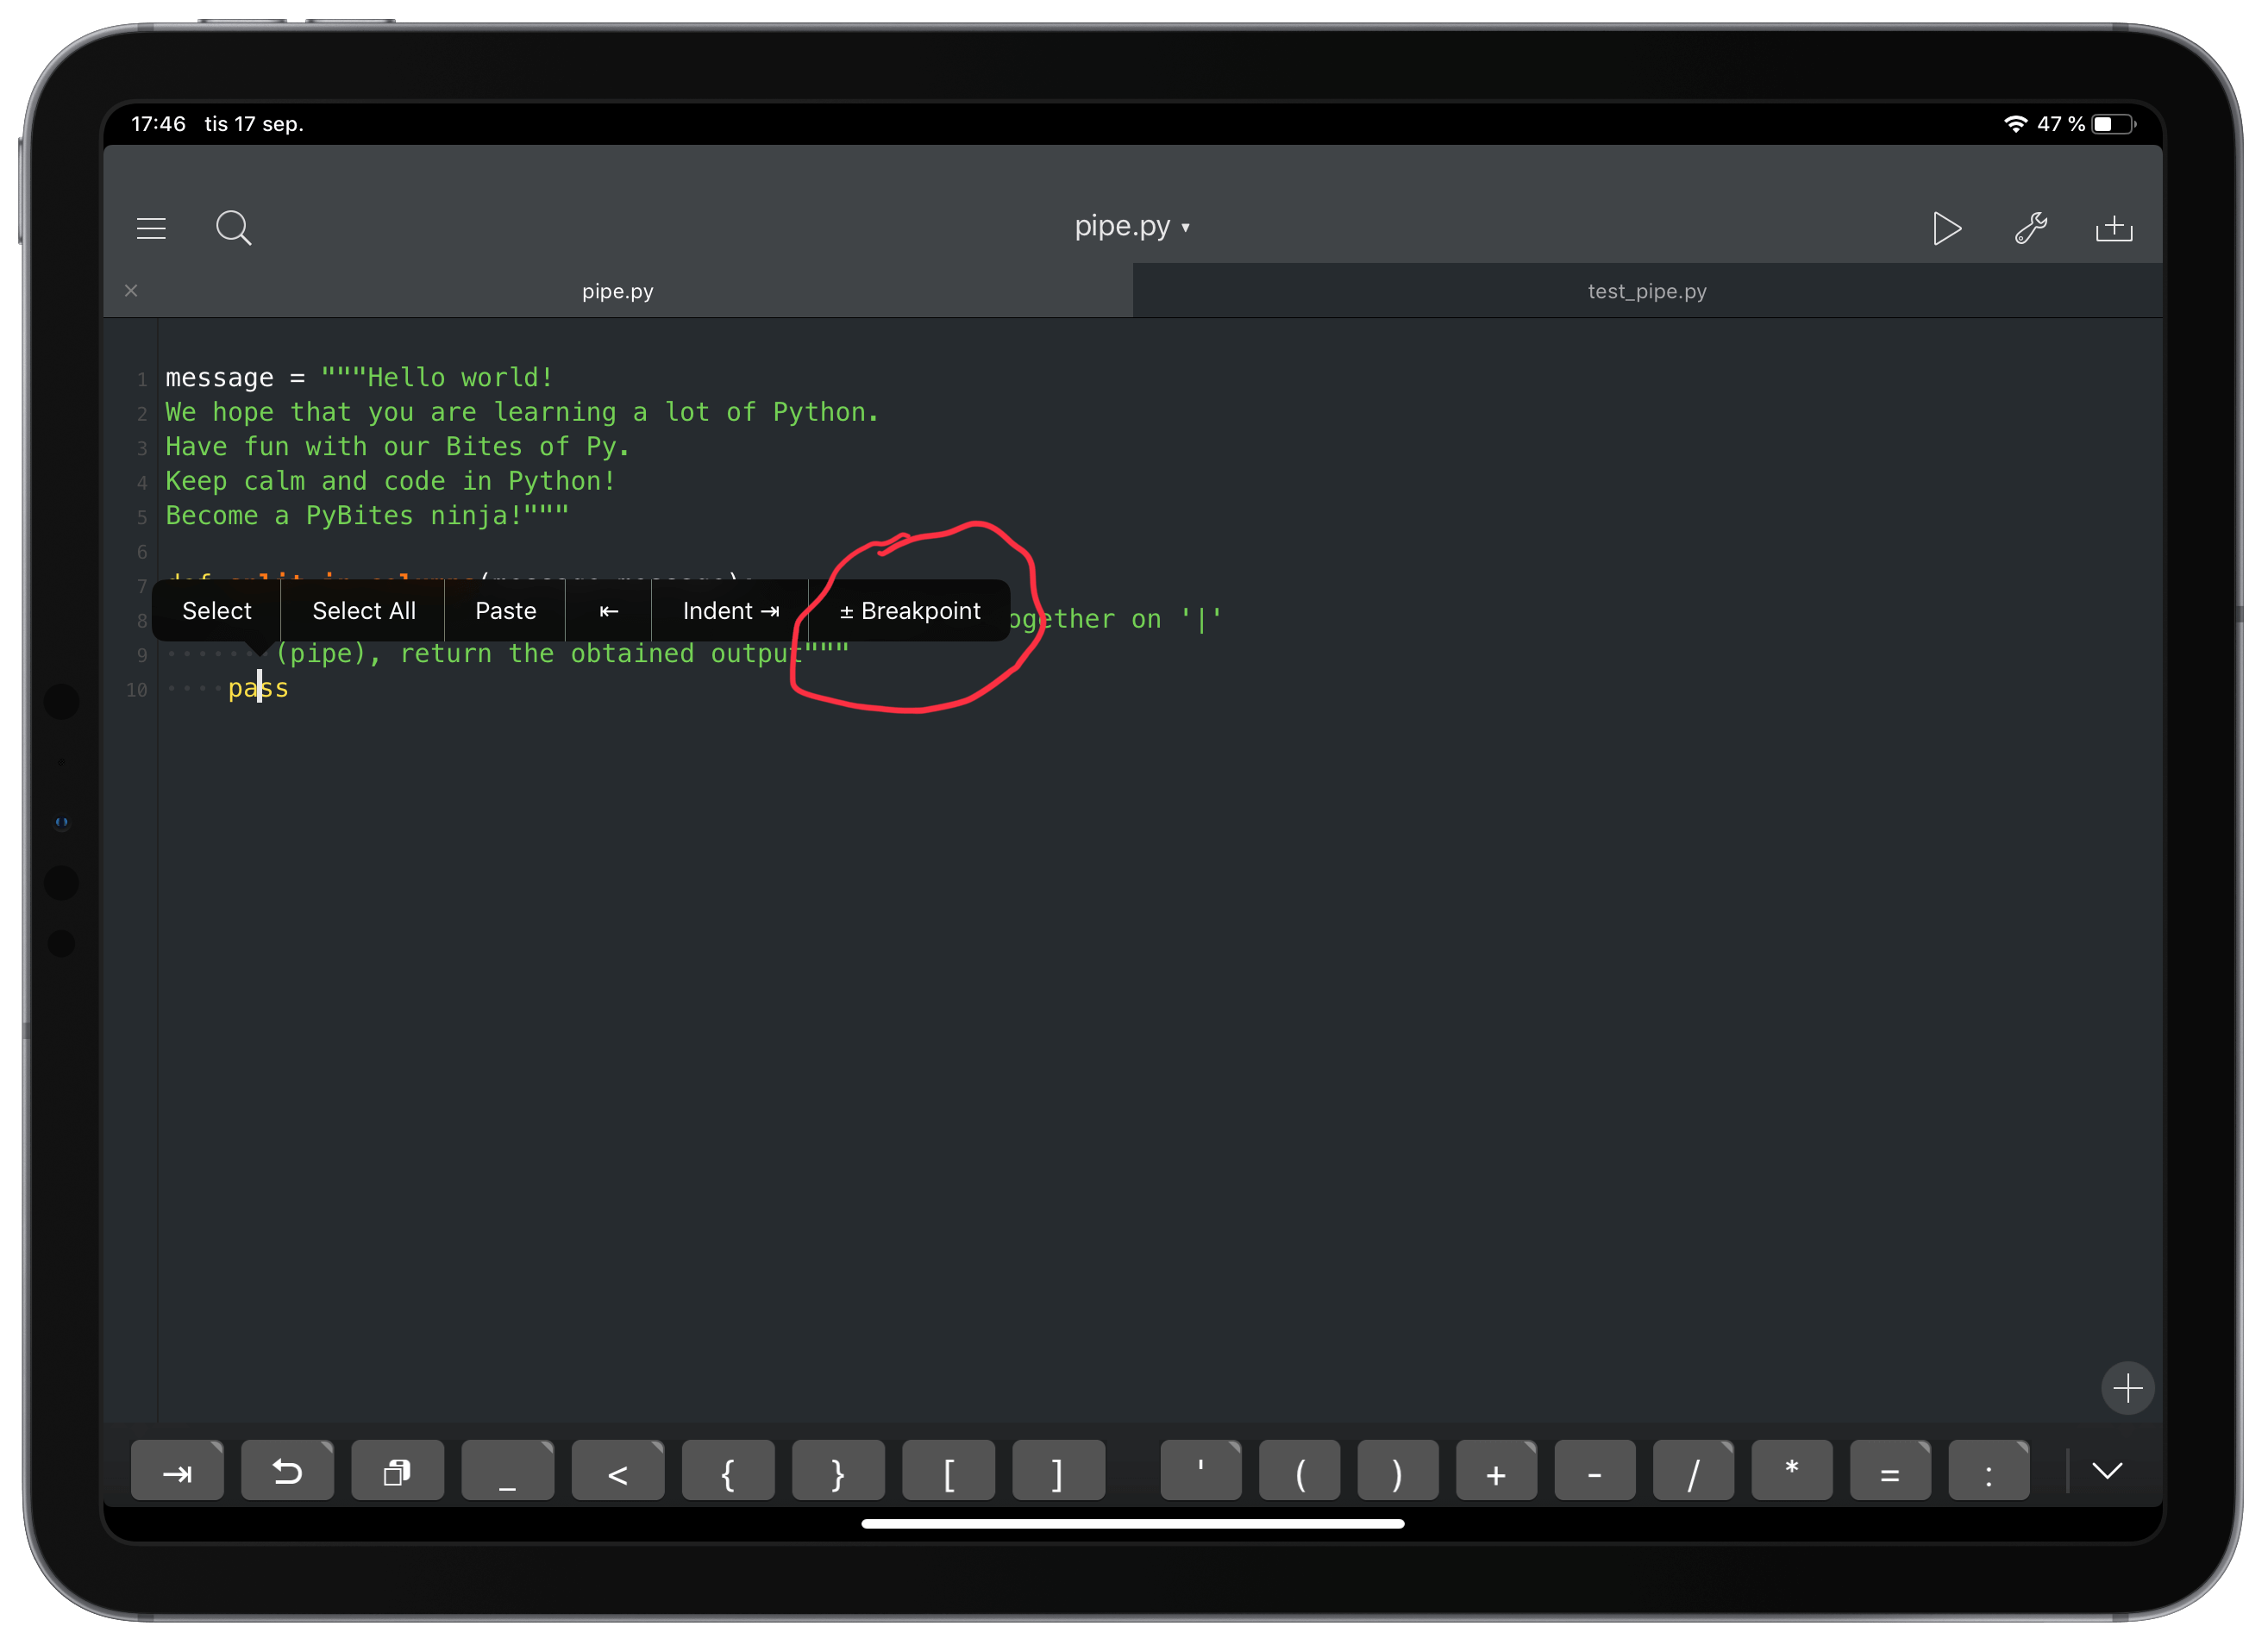 17:46 tis 17 sep.
47 %
pipe.py ▾
× pipe.py
test_pipe.py
1 message = """Hello world!
2 We hope that you are learning a lot of Python.
3 Have fun with our Bites of Py.
4 Keep calm and code in Python!
5 Become a PyBites ninja!"""
6
7
Select Select All Paste ⇤ Indent ⇥ ± Breakpoint
8 ogether on '|'
9 (pipe), return the obtained output"""
10 pass
⇥ _ < { } [ ] ' ( ) + - / * = :